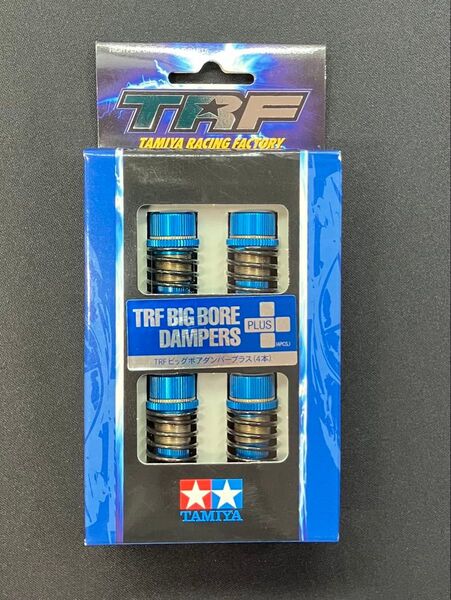 TRF
TAMIYA RACING FACTORY
TRF BIG BORE
DAMPERS
PLUS
(4PCS.)
TRFビッグボアダンパープラス(4本)
TAMIYA